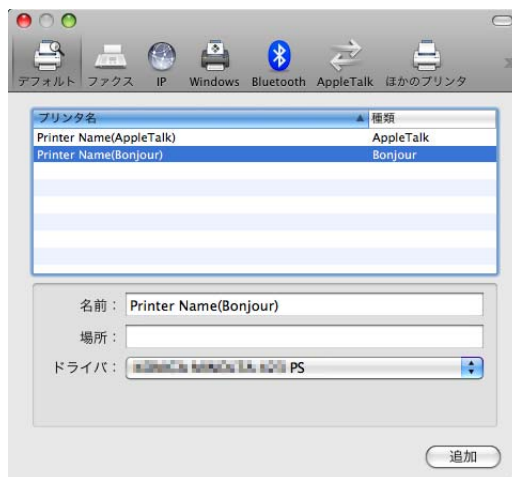 デフォルト ファクス IP Windows Bluetooth AppleTalk ほかのプリンタ
プリンタ名 種類
Printer Name(AppleTalk) AppleTalk
Printer Name(Bonjour) Bonjour
名前： Printer Name(Bonjour)
場所：
ドライバ： PS
追加